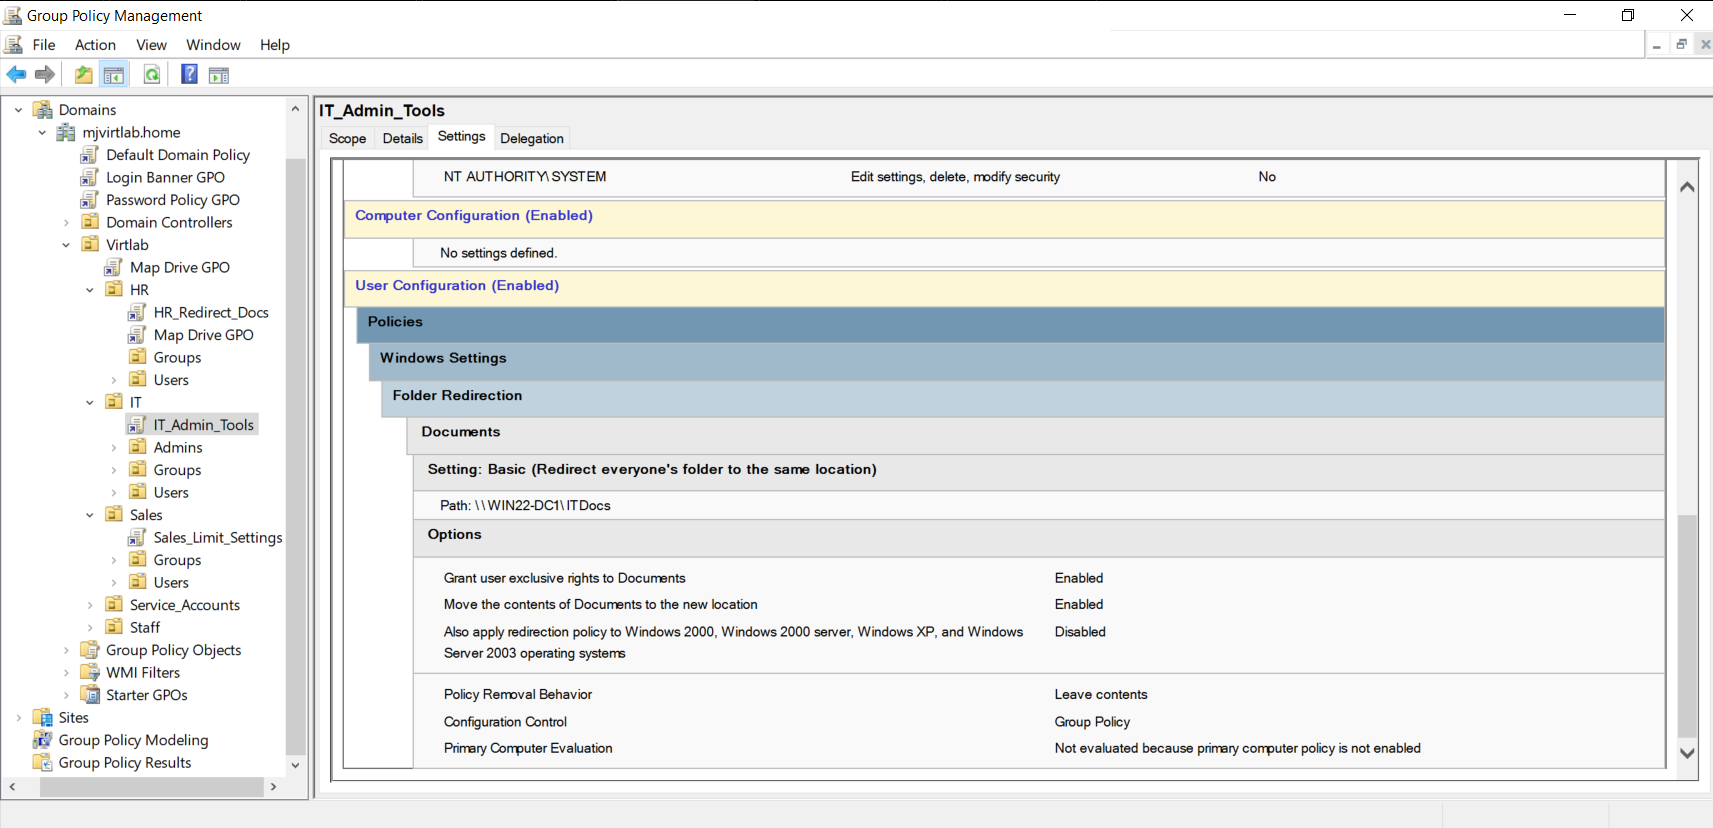 Group Policy Management
File Action View Window Help
Domains
mjvirtlab.home
Default Domain Policy
Login Banner GPO
Password Policy GPO
Domain Controllers
Virtlab
Map Drive GPO
HR
HR_Redirect_Docs
Map Drive GPO
Groups
Users
IT
IT_Admin_Tools
Admins
Groups
Users
Sales
Sales_Limit_Settings
Groups
Users
Service_Accounts
Staff
Group Policy Objects
WMI Filters
Starter GPOs
Sites
Group Policy Modeling
Group Policy Results
IT_Admin_Tools
Scope Details Settings Delegation
NT AUTHORITY\SYSTEM Edit settings, delete, modify security No
Computer Configuration (Enabled)
No settings defined.
User Configuration (Enabled)
Policies
Windows Settings
Folder Redirection
Documents
Setting: Basic (Redirect everyone's folder to the same location)
Path: \\WIN22-DC1\ITDocs
Options
Grant user exclusive rights to Documents Enabled
Move the contents of Documents to the new location Enabled
Also apply redirection policy to Windows 2000, Windows 2000 server, Windows XP, and Windows Disabled
Server 2003 operating systems
Policy Removal Behavior Leave contents
Configuration Control Group Policy
Primary Computer Evaluation Not evaluated because primary computer policy is not enabled